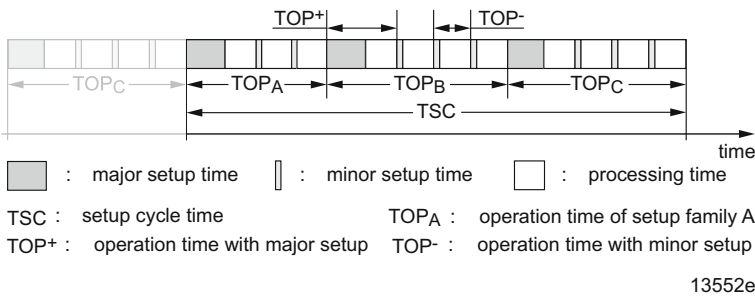 TOP+ TOP-
TOPC TOPA TOPB TOPC
TSC
time
: major setup time : minor setup time : processing time
TSC : setup cycle time TOPA : operation time of setup family A
TOP+ : operation time with major setup TOP- : operation time with minor setup
13552e